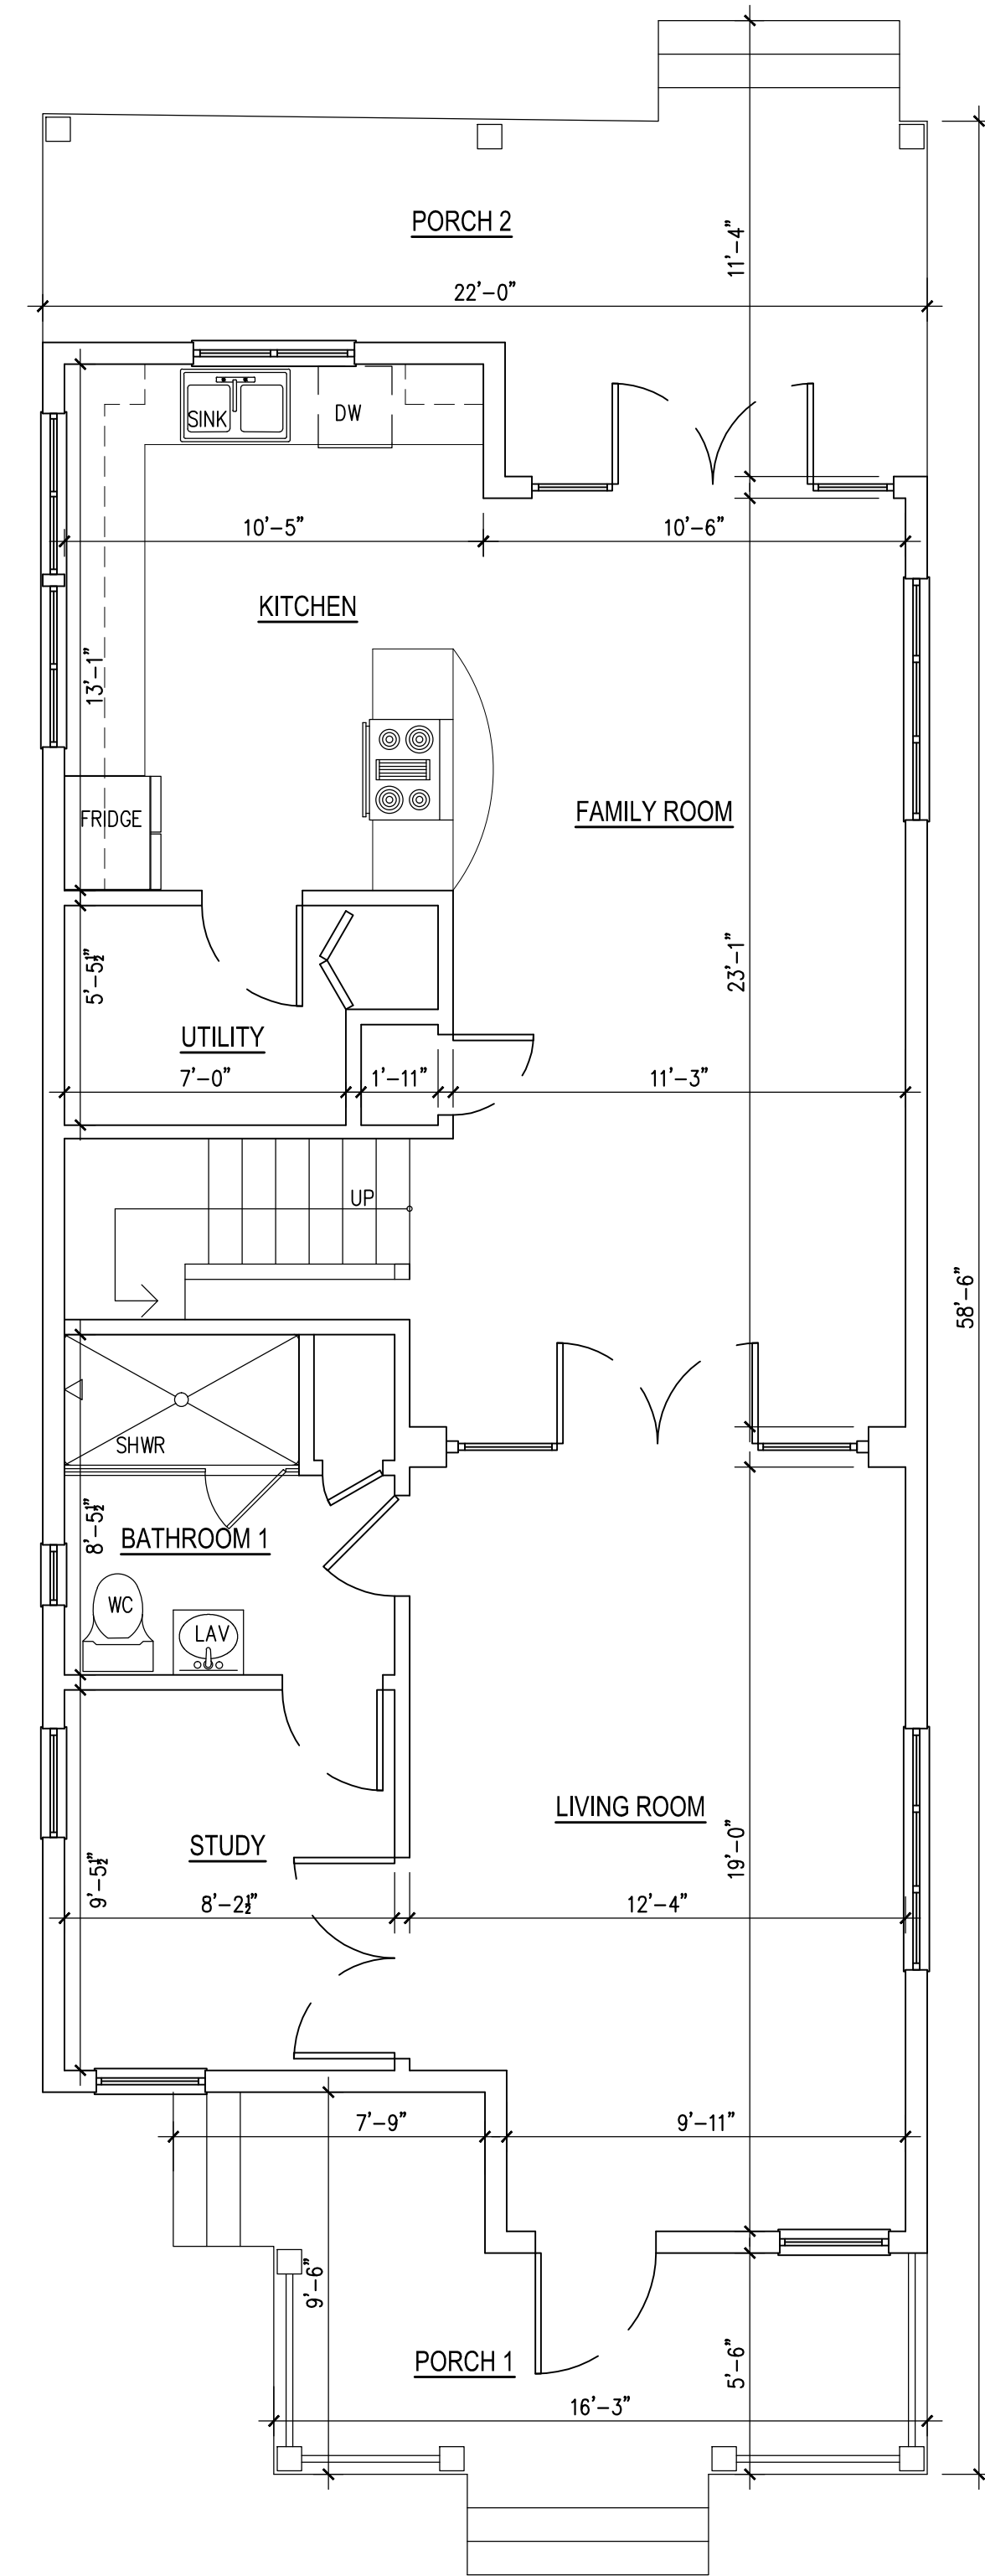 PORCH 2
11'-4"
22'-0"
SINK
DW
10'-5"
10'-6"
KITCHEN
13'-1"
FRIDGE
FAMILY ROOM
5'-5½"
23'-1"
UTILITY
7'-0"
1'-11"
11'-3"
UP
58'-6"
SHWR
8'-5½"
BATHROOM 1
WC
LAV
LIVING ROOM
STUDY
19'-0"
9'-5½"
8'-2½"
12'-4"
7'-9"
9'-11"
9'-6"
PORCH 1
5'-6"
16'-3"